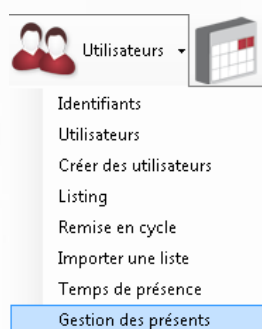 Utilisateurs
Identifiants
Utilisateurs
Créer des utilisateurs
Listing
Remise en cycle
Importer une liste
Temps de présence
Gestion des présents